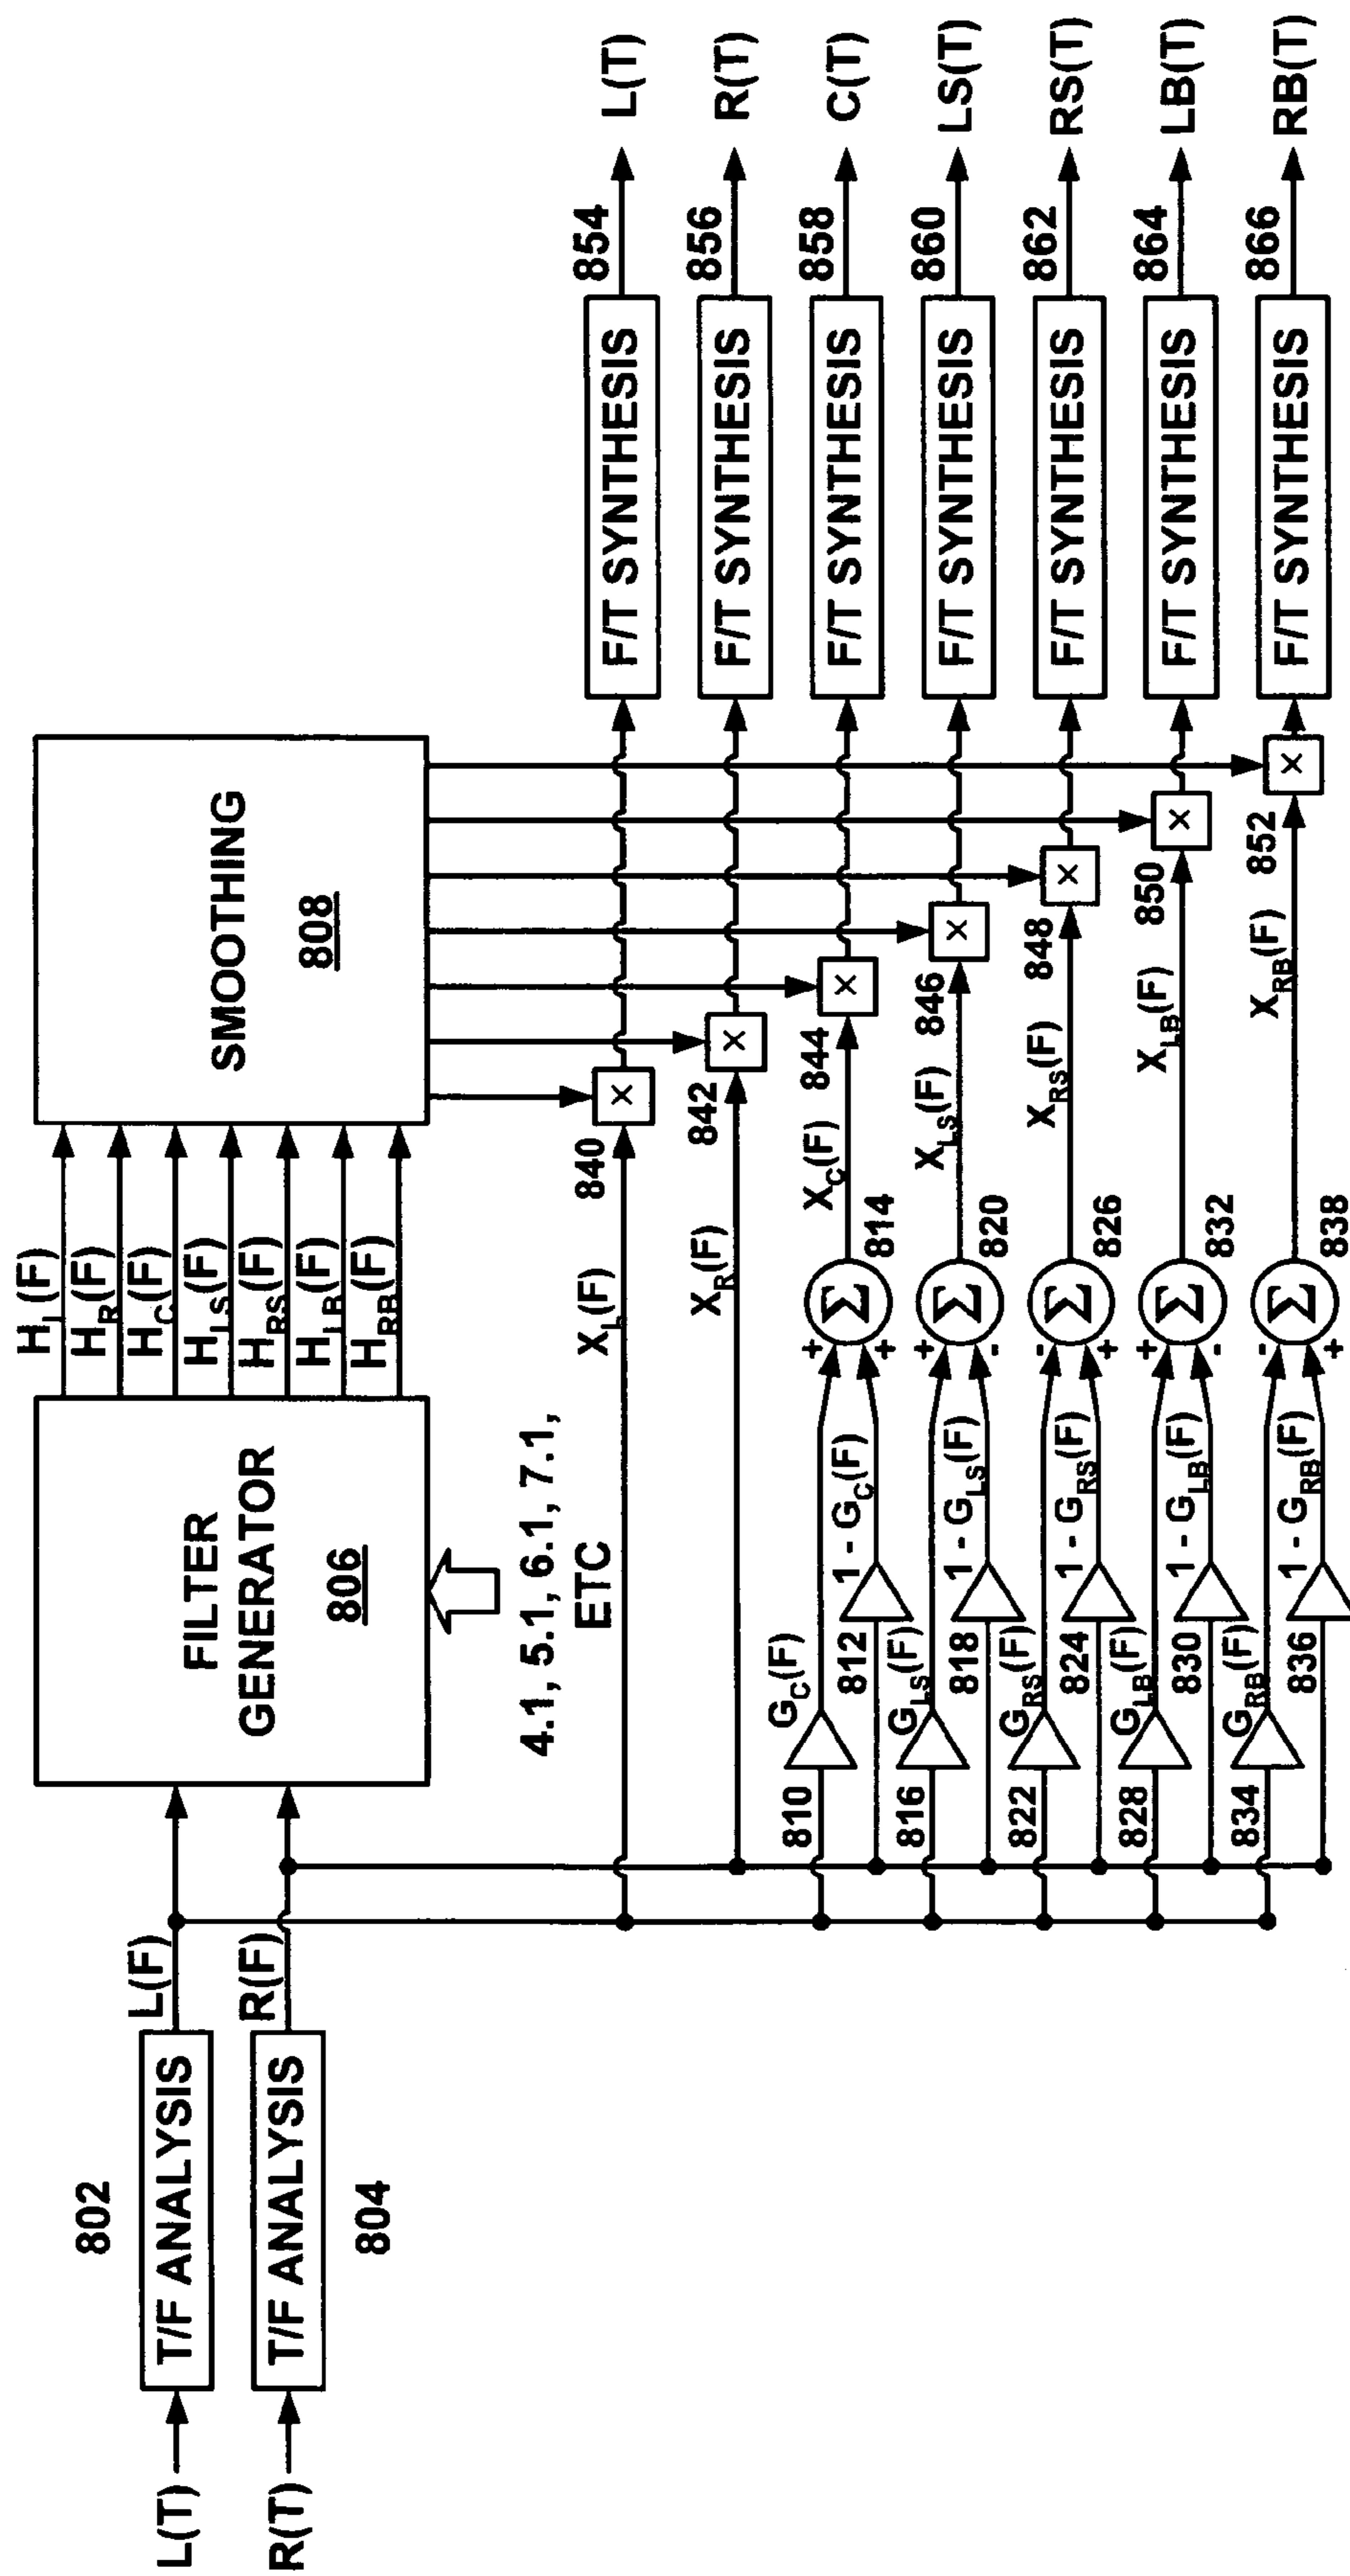 802
L(T)
T/F ANALYSIS
L(F)
R(T)
T/F ANALYSIS
R(F)
804
FILTER
GENERATOR
806
4.1, 5.1, 6.1, 7.1,
ETC
H_L(F)
H_R(F)
H_C(F)
H_LS(F)
H_RS(F)
H_LB(F)
H_RB(F)
SMOOTHING
808
X_L(F)
840
×
F/T SYNTHESIS
854
L(T)
X_R(F)
842
×
F/T SYNTHESIS
856
R(T)
810
G_C(F)
812
1 - G_C(F)
+
+
Σ
814
X_C(F)
844
×
F/T SYNTHESIS
858
C(T)
816
G_LS(F)
818
1 - G_LS(F)
+
-
Σ
820
X_LS(F)
846
×
F/T SYNTHESIS
860
LS(T)
822
G_RS(F)
824
1 - G_RS(F)
-
+
Σ
826
X_RS(F)
848
×
F/T SYNTHESIS
862
RS(T)
828
G_LB(F)
830
1 - G_LB(F)
+
-
Σ
832
X_LB(F)
850
×
F/T SYNTHESIS
864
LB(T)
834
G_RB(F)
836
1 - G_RB(F)
-
+
Σ
838
X_RB(F)
852
×
F/T SYNTHESIS
866
RB(T)